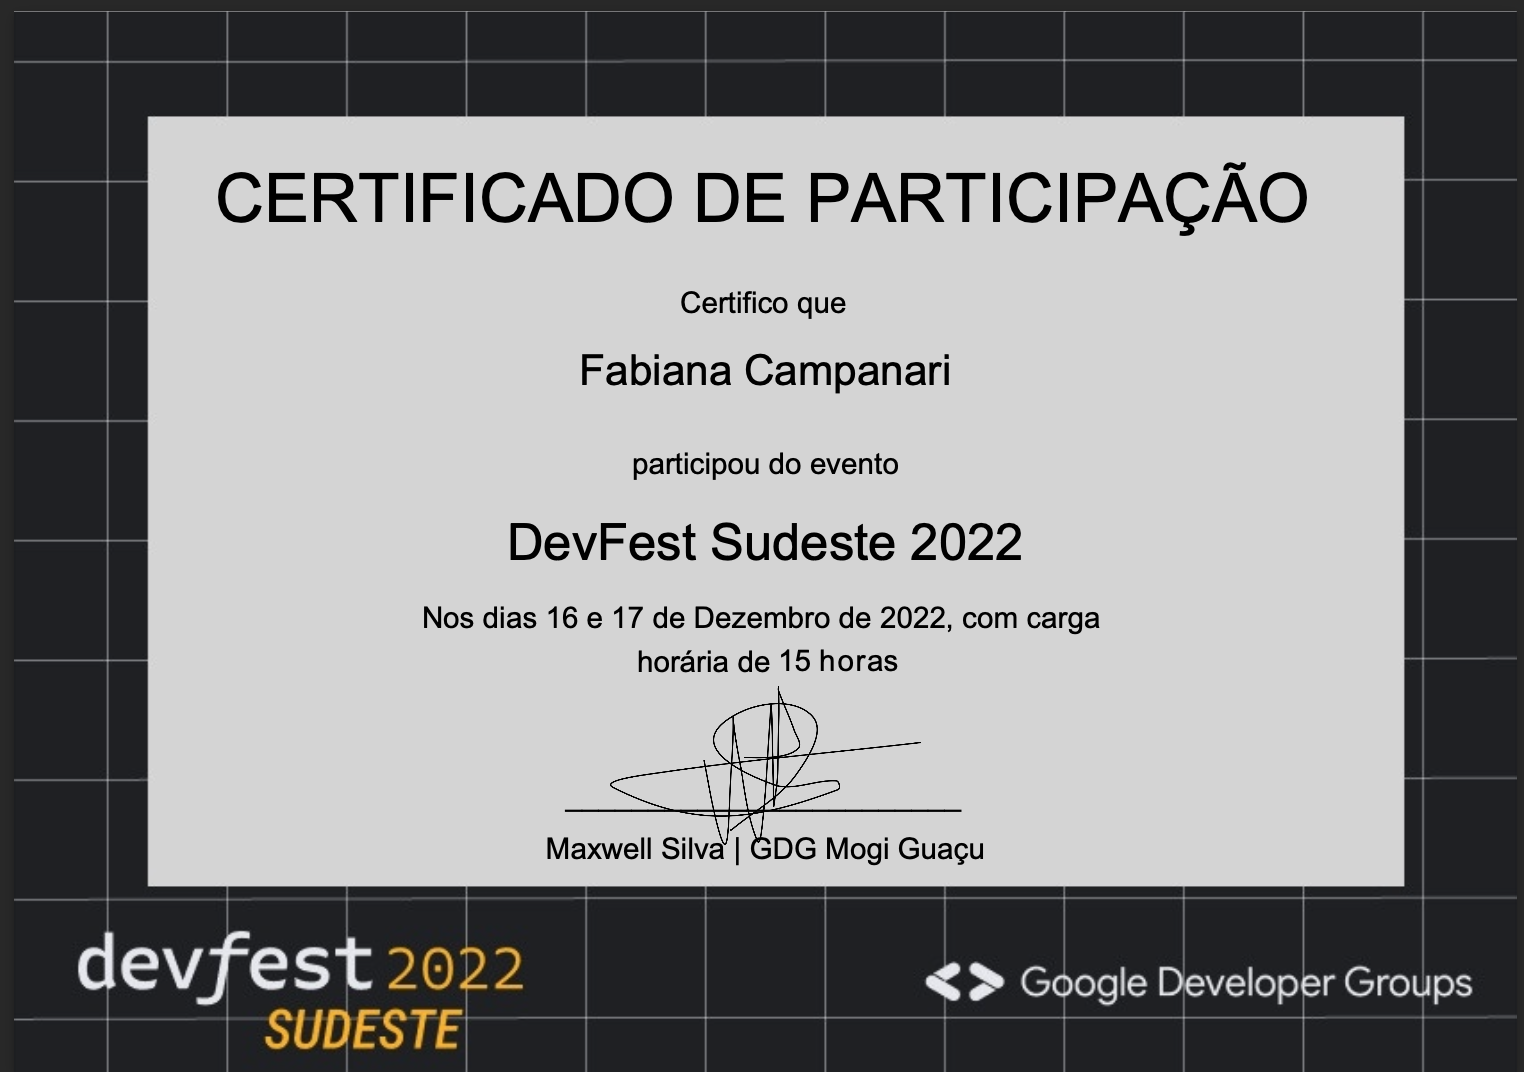 CERTIFICADO DE PARTICIPAÇÃO
Certifico que
Fabiana Campanari
participou do evento
DevFest Sudeste 2022
Nos dias 16 e 17 de Dezembro de 2022, com carga
horária de 15 horas
Maxwell Silva | GDG Mogi Guaçu
devfest 2022
SUDESTE
Google Developer Groups